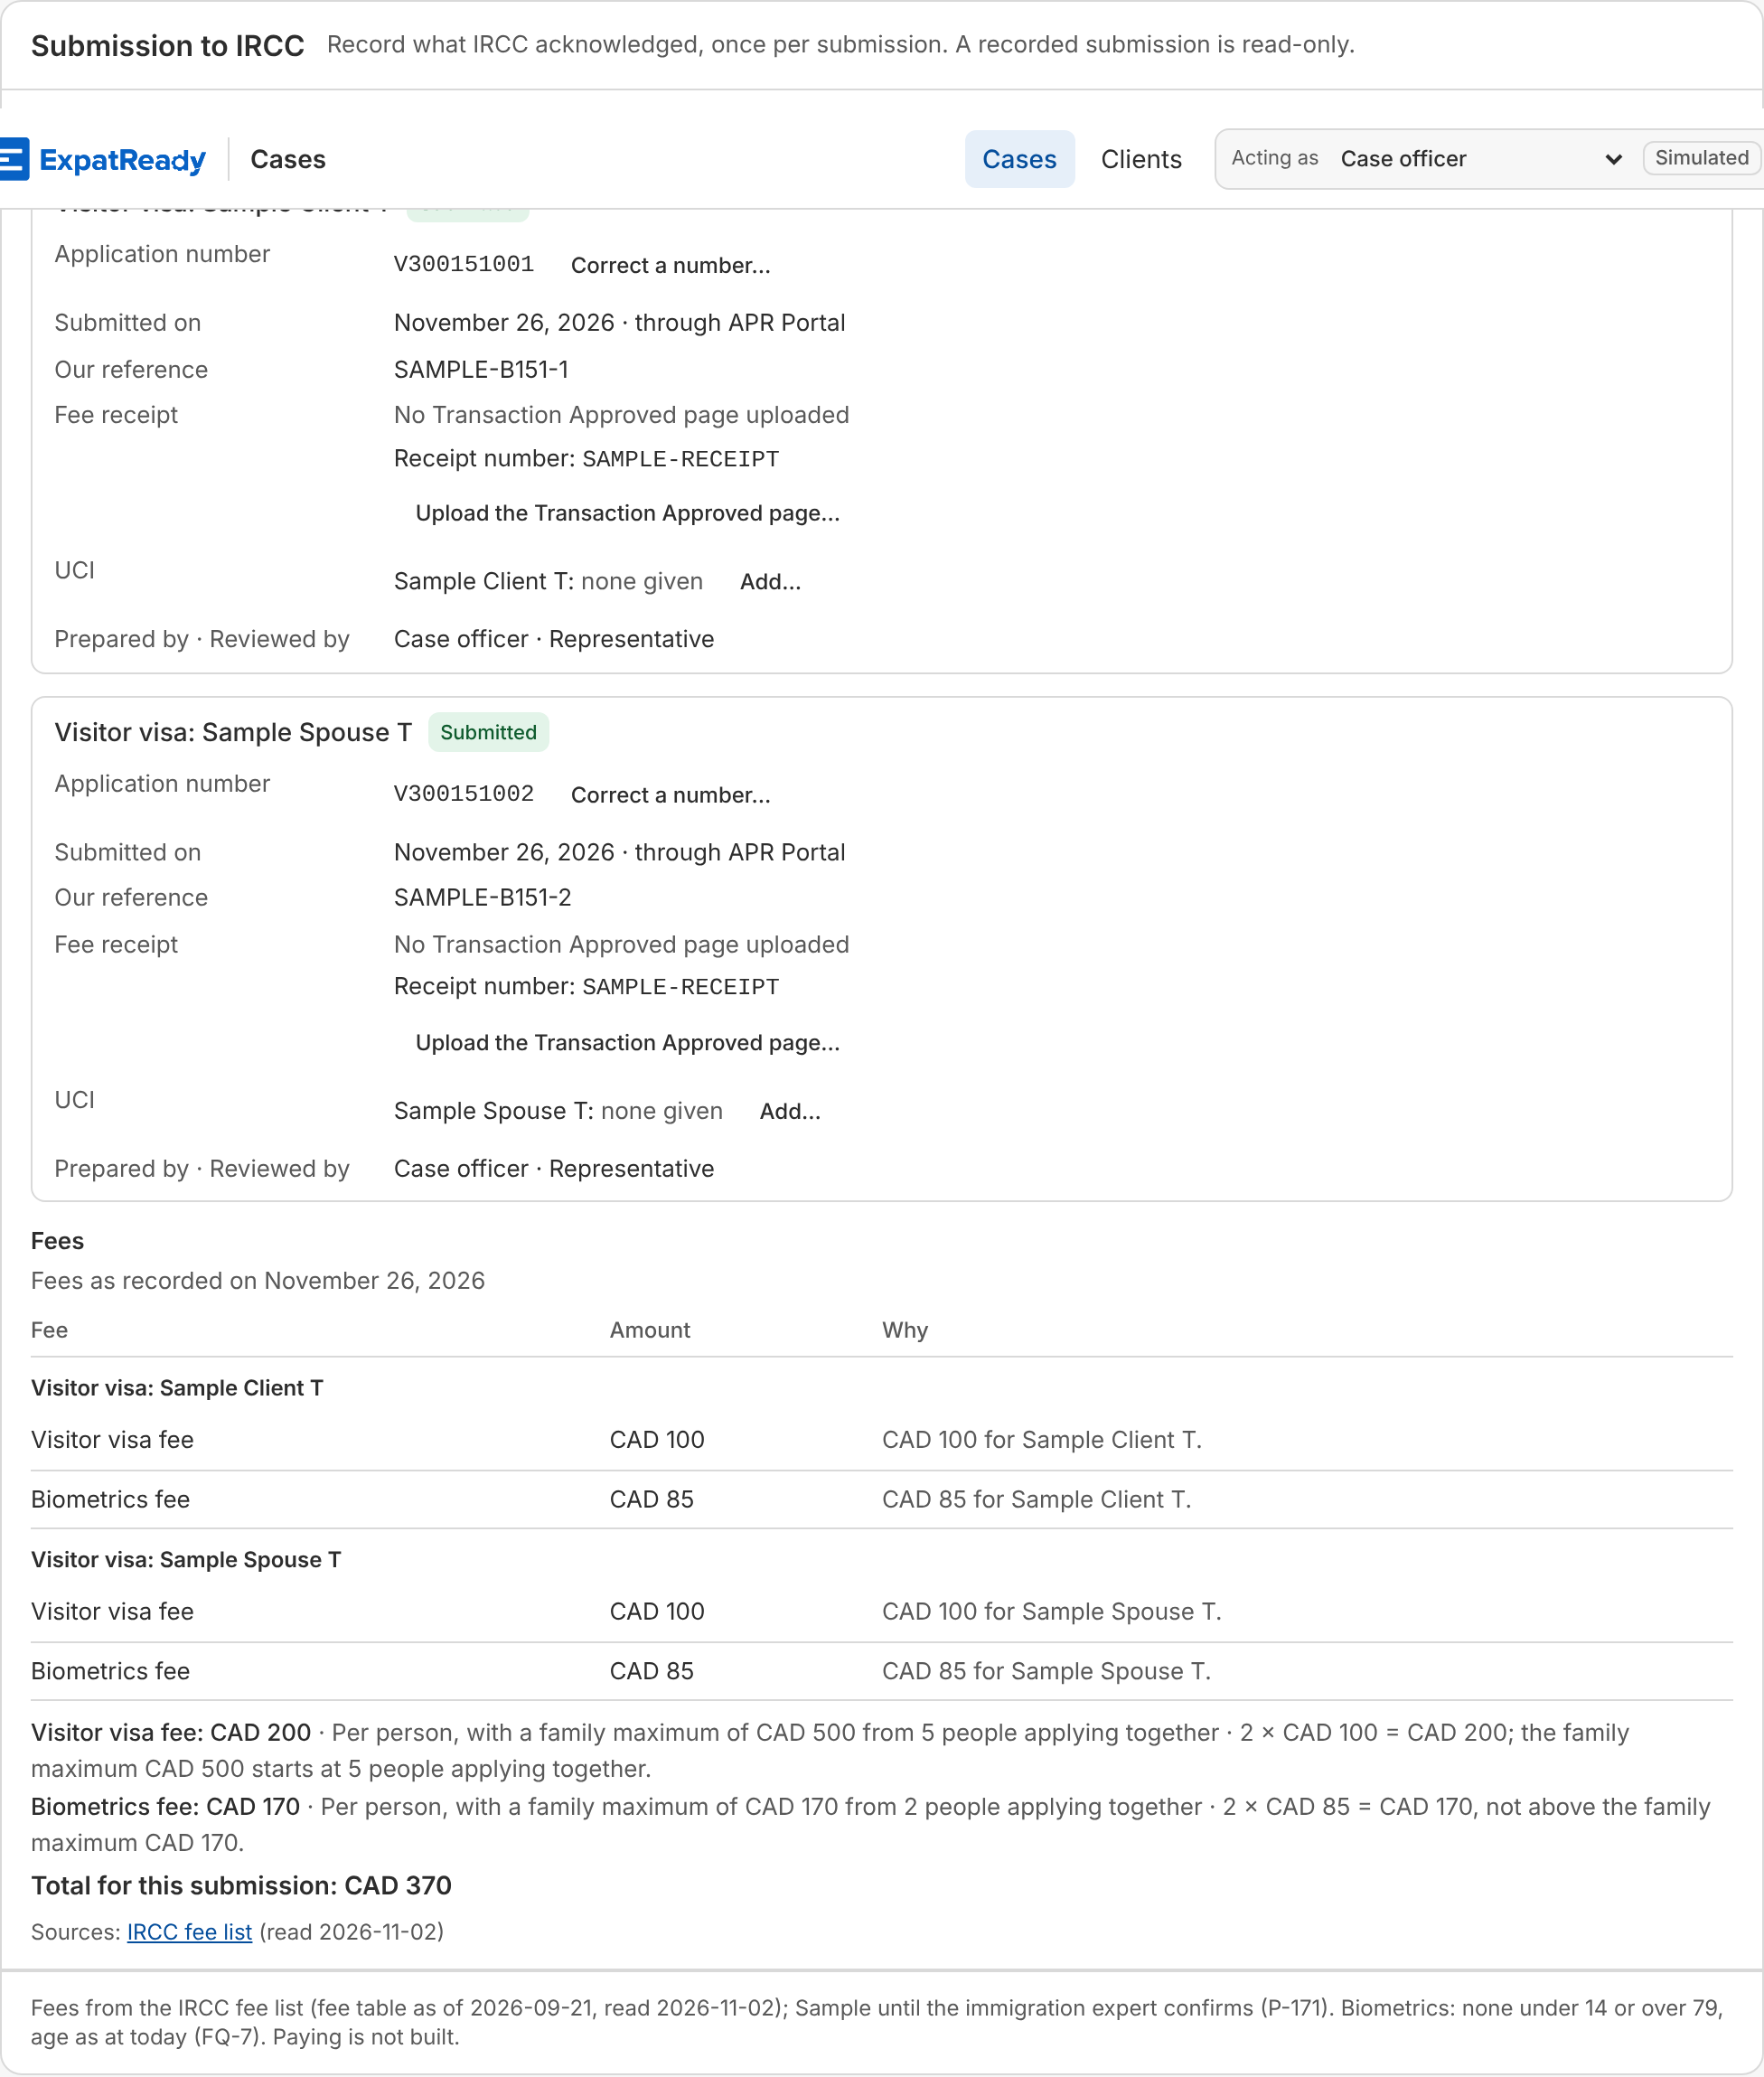 Submission to IRCC Record what IRCC acknowledged, once per submission. A recorded submission is read-only.
ExpatReady Cases Cases Clients Acting as Case officer Simulated
Visitor visa: Sample Client T
Application number V300151001 Correct a number...
Submitted on November 26, 2026 · through APR Portal
Our reference SAMPLE-B151-1
Fee receipt No Transaction Approved page uploaded
Receipt number: SAMPLE-RECEIPT
Upload the Transaction Approved page...
UCI Sample Client T: none given Add...
Prepared by · Reviewed by Case officer · Representative
Visitor visa: Sample Spouse T Submitted
Application number V300151002 Correct a number...
Submitted on November 26, 2026 · through APR Portal
Our reference SAMPLE-B151-2
Fee receipt No Transaction Approved page uploaded
Receipt number: SAMPLE-RECEIPT
Upload the Transaction Approved page...
UCI Sample Spouse T: none given Add...
Prepared by · Reviewed by Case officer · Representative
Fees
Fees as recorded on November 26, 2026
Fee Amount Why
Visitor visa: Sample Client T
Visitor visa fee CAD 100 CAD 100 for Sample Client T.
Biometrics fee CAD 85 CAD 85 for Sample Client T.
Visitor visa: Sample Spouse T
Visitor visa fee CAD 100 CAD 100 for Sample Spouse T.
Biometrics fee CAD 85 CAD 85 for Sample Spouse T.
Visitor visa fee: CAD 200 · Per person, with a family maximum of CAD 500 from 5 people applying together · 2 × CAD 100 = CAD 200; the family
maximum CAD 500 starts at 5 people applying together.
Biometrics fee: CAD 170 · Per person, with a family maximum of CAD 170 from 2 people applying together · 2 × CAD 85 = CAD 170, not above the family
maximum CAD 170.
Total for this submission: CAD 370
Sources: IRCC fee list (read 2026-11-02)
Fees from the IRCC fee list (fee table as of 2026-09-21, read 2026-11-02); Sample until the immigration expert confirms (P-171). Biometrics: none under 14 or over 79,
age as at today (FQ-7). Paying is not built.